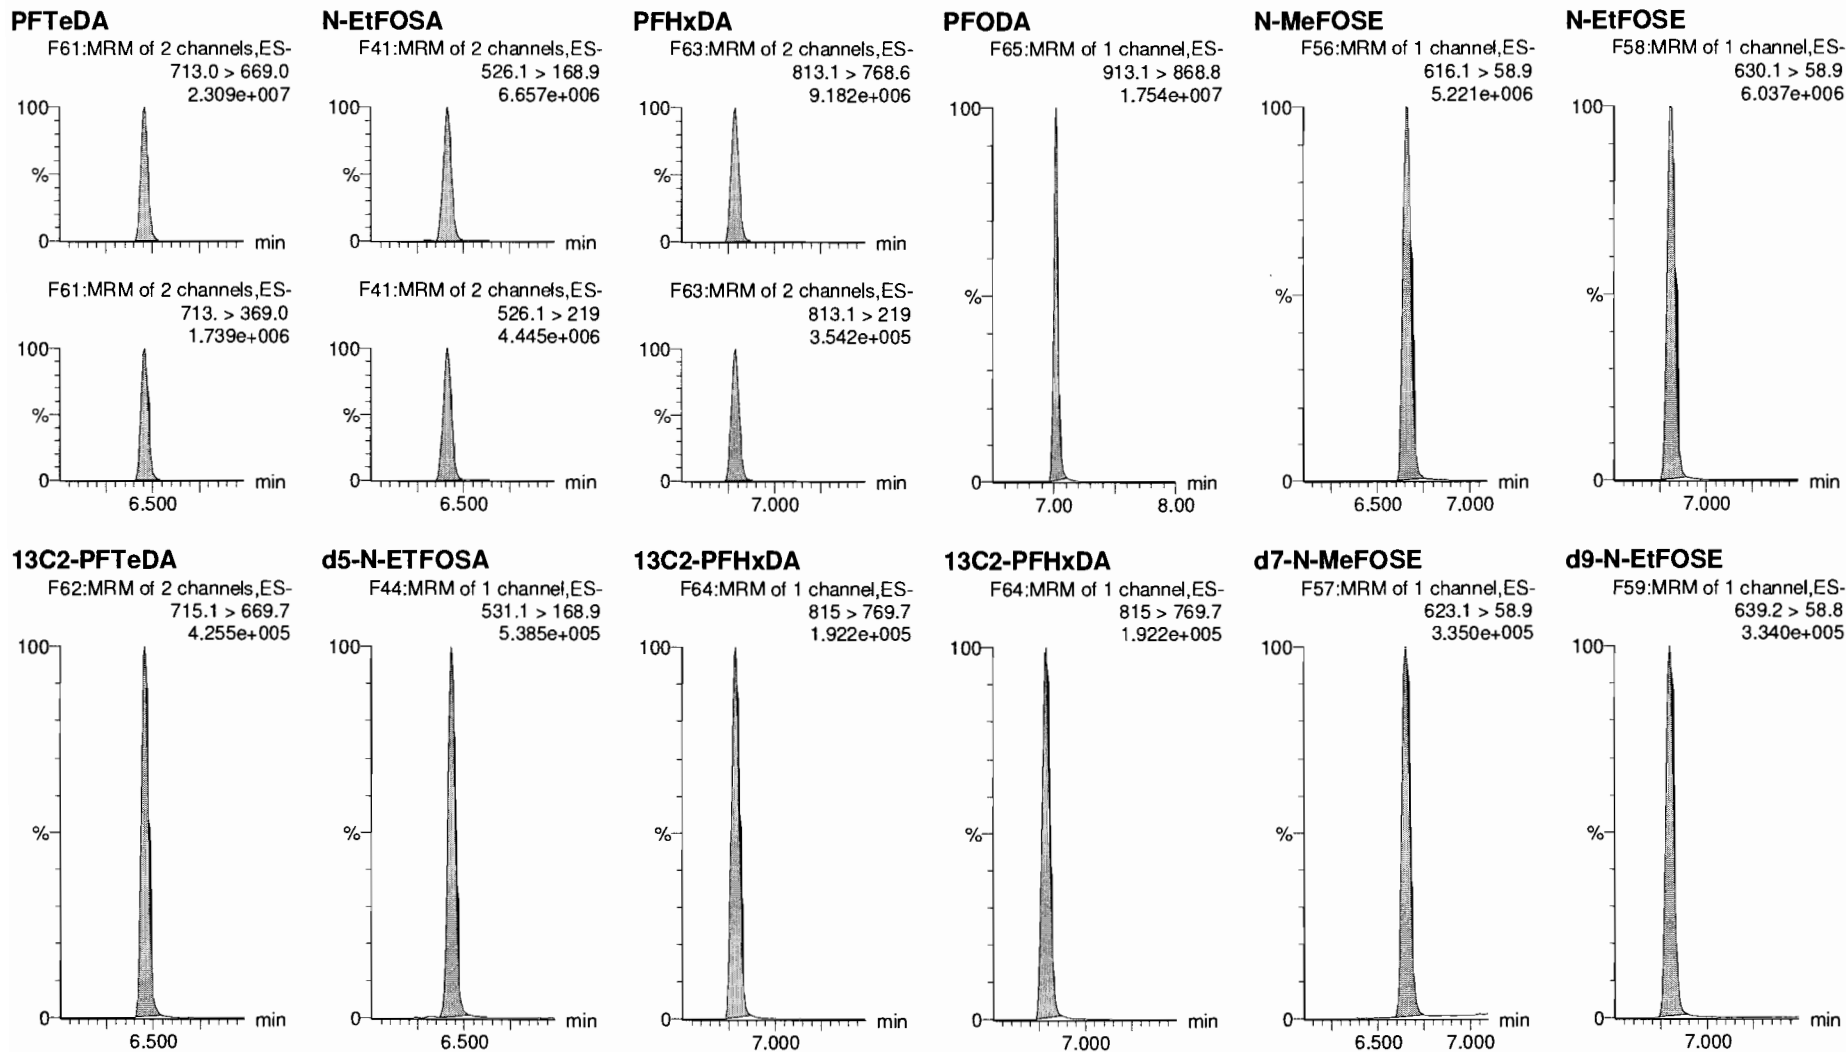 PFTeDA
F61:MRM of 2 channels,ES-
713.0 > 669.0
2.309e+007
100
%
0
min
F61:MRM of 2 channels,ES-
713. > 369.0
1.739e+006
100
%
0
min
6.500
N-EtFOSA
F41:MRM of 2 channels,ES-
526.1 > 168.9
6.657e+006
100
%
0
min
F41:MRM of 2 channels,ES-
526.1 > 219
4.445e+006
100
%
0
min
6.500
PFHxDA
F63:MRM of 2 channels,ES-
813.1 > 768.6
9.182e+006
100
%
0
min
F63:MRM of 2 channels,ES-
813.1 > 219
3.542e+005
100
%
0
min
7.000
PFODA
F65:MRM of 1 channel,ES-
913.1 > 868.8
1.754e+007
100
%
0
min
7.00 8.00
N-MeFOSE
F56:MRM of 1 channel,ES-
616.1 > 58.9
5.221e+006
100
%
0
min
6.500 7.000
N-EtFOSE
F58:MRM of 1 channel,ES-
630.1 > 58.9
6.037e+006
100
%
0
min
7.000
13C2-PFTeDA
F62:MRM of 2 channels,ES-
715.1 > 669.7
4.255e+005
100
%
0
min
6.500
d5-N-ETFOSA
F44:MRM of 1 channel,ES-
531.1 > 168.9
5.385e+005
100
%
0
min
6.500
13C2-PFHxDA
F64:MRM of 1 channel,ES-
815 > 769.7
1.922e+005
100
%
0
min
7.000
13C2-PFHxDA
F64:MRM of 1 channel,ES-
815 > 769.7
1.922e+005
100
%
0
min
7.000
d7-N-MeFOSE
F57:MRM of 1 channel,ES-
623.1 > 58.9
3.350e+005
100
%
0
min
6.500 7.000
d9-N-EtFOSE
F59:MRM of 1 channel,ES-
639.2 > 58.8
3.340e+005
100
%
0
min
7.000